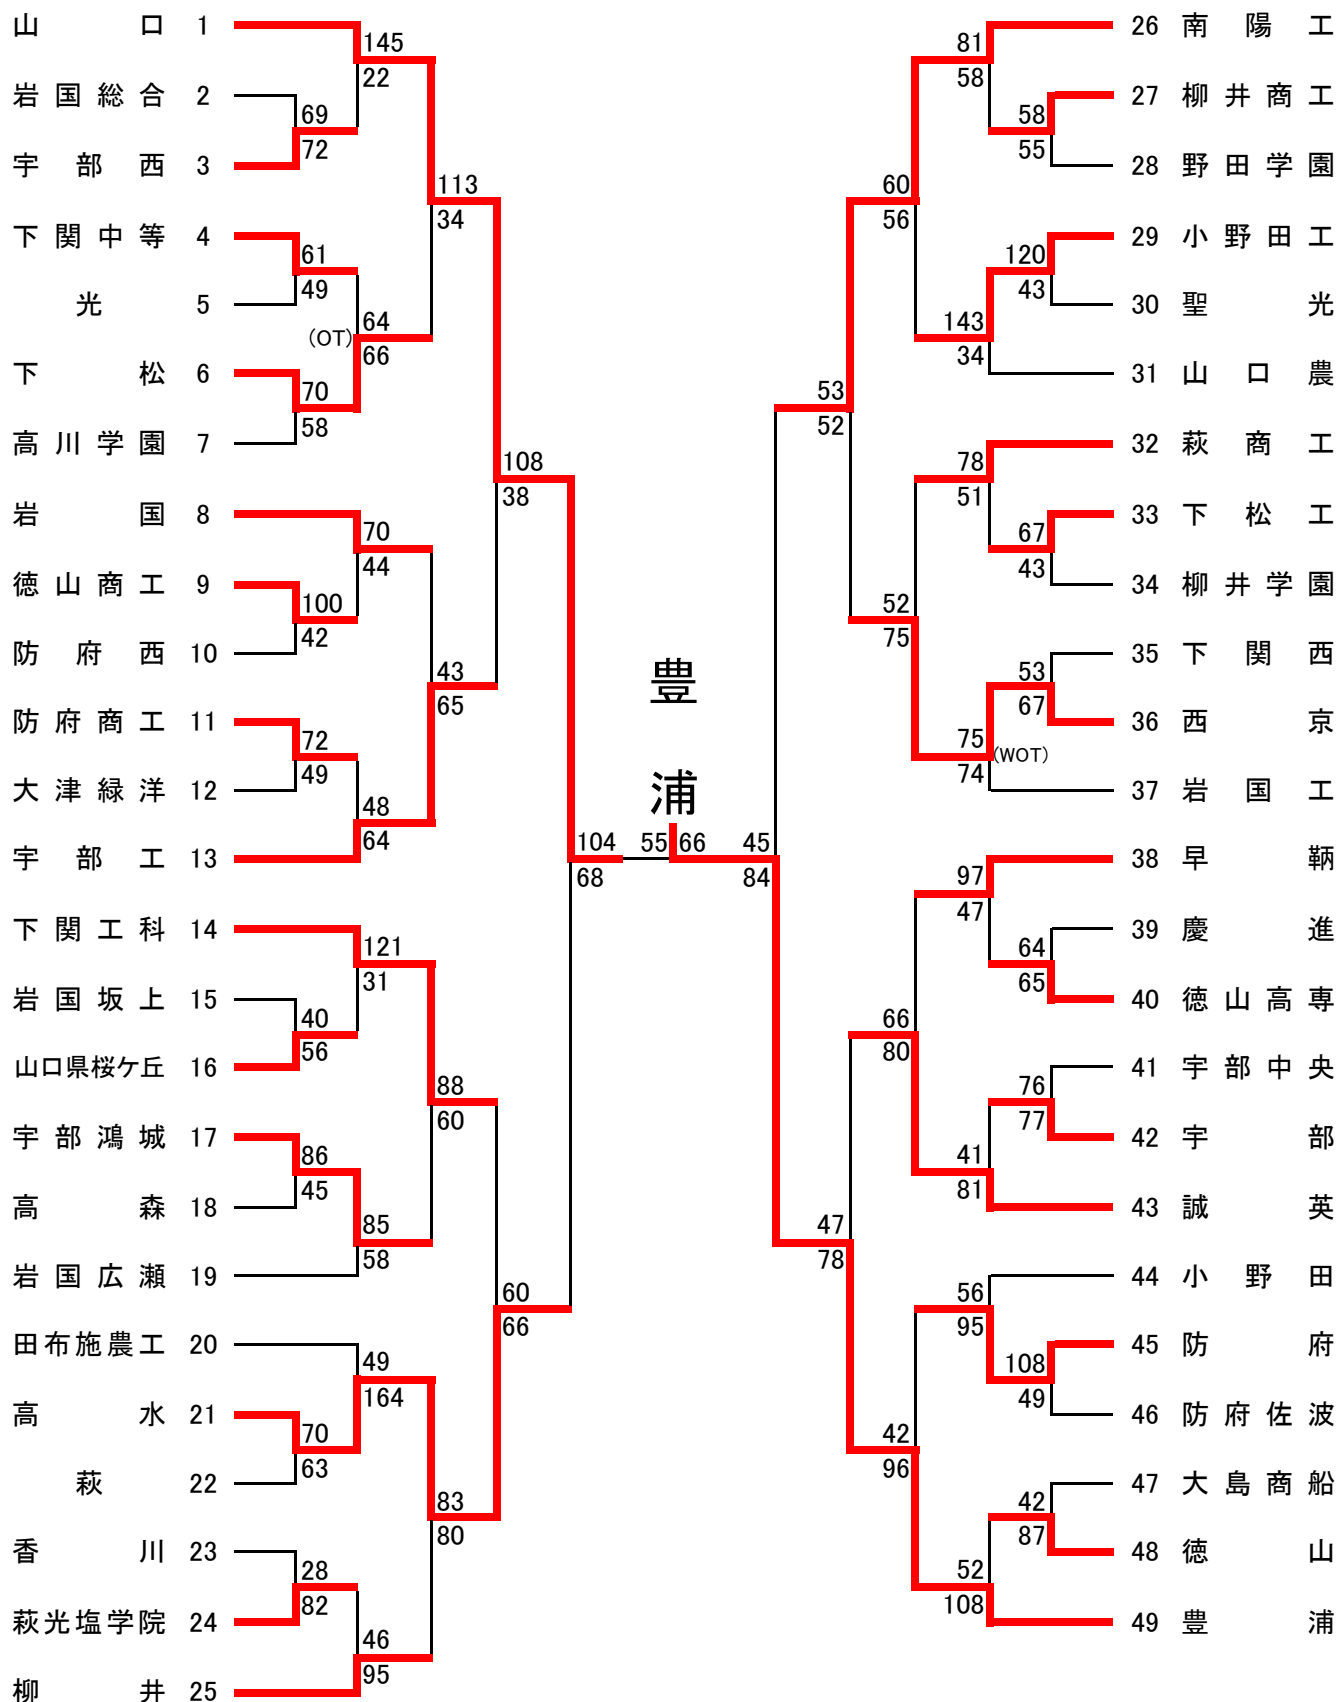 山口 1
145
22
岩国総合 2
69
72
宇部西 3
113
34
下関中等 4
61
49
光 5
(OT)
64
66
下松 6
70
58
高川学園 7
108
38
岩国 8
70
44
徳山商工 9
100
42
防府西 10
43
65
防府商工 11
72
49
大津緑洋 12
48
64
宇部工 13
104
68
下関工科 14
121
31
岩国坂上 15
40
56
山口県桜ケ丘 16
88
60
宇部鴻城 17
86
45
高森 18
85
58
岩国広瀬 19
60
66
田布施農工 20
49
164
高水 21
70
63
萩 22
83
80
香川 23
28
82
萩光塩学院 24
46
95
柳井 25
豊浦
55 66
26 南陽工
81
58
27 柳井商工
58
55
28 野田学園
60
56
29 小野田工
120
43
30 聖光
143
34
31 山口農
53
52
32 萩商工
78
51
33 下松工
67
43
34 柳井学園
52
75
35 下関西
53
67
36 西京
75
74
(WOT)
37 岩国工
45
84
38 早鞆
97
47
39 慶進
64
65
40 徳山高専
66
80
41 宇部中央
76
77
42 宇部
41
81
43 誠英
47
78
44 小野田
56
95
45 防府
108
49
46 防府佐波
42
96
47 大島商船
42
87
48 徳山
52
108
49 豊浦